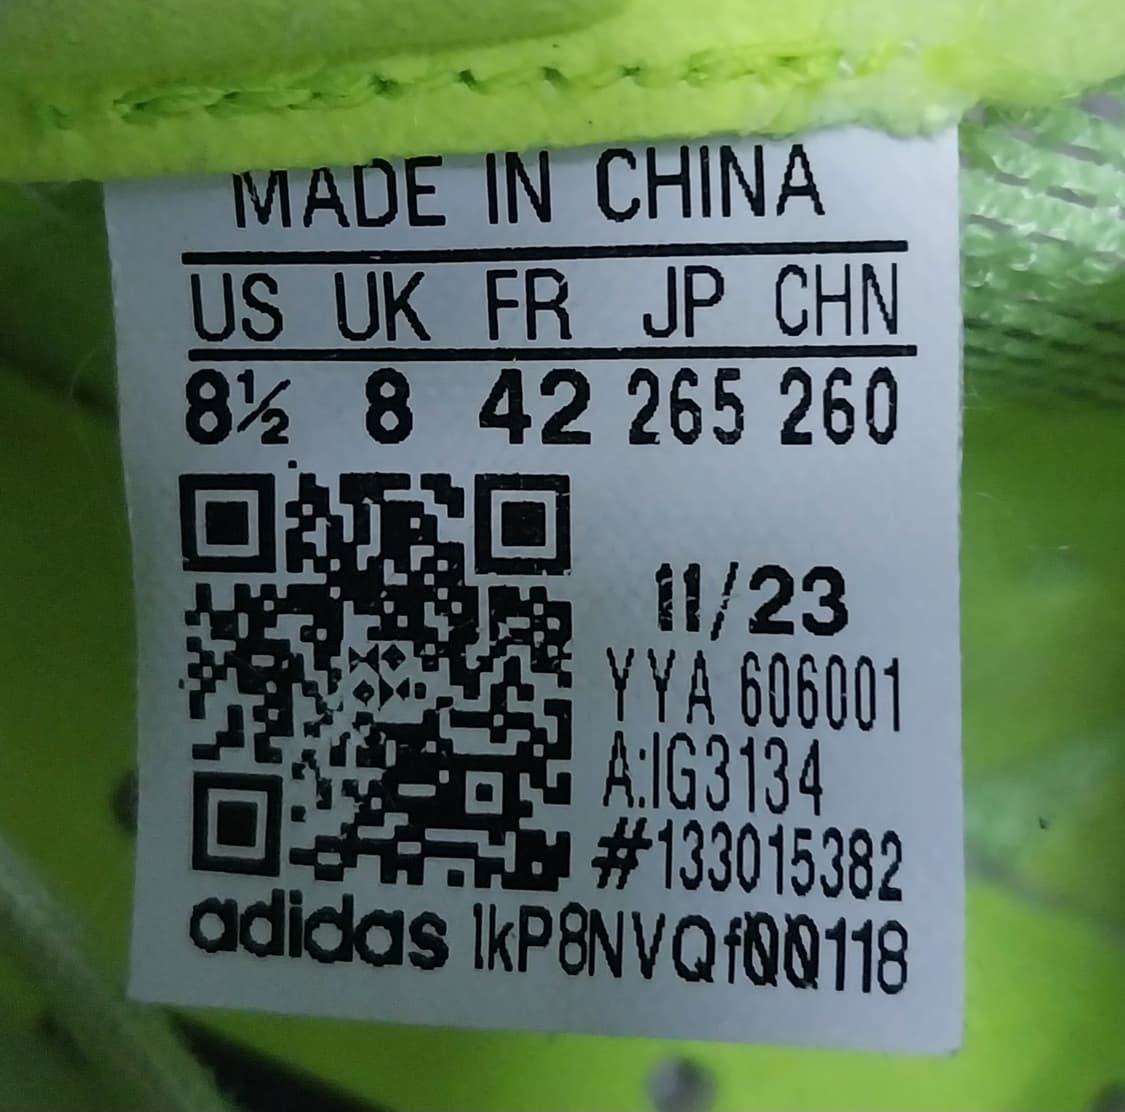 MADE IN CHINA
US UK FR JP CHN
8½ 8 42 265 260
11/23
YYA 606001
A:IG3134
#133015382
adidas 1kP8NVQf00118